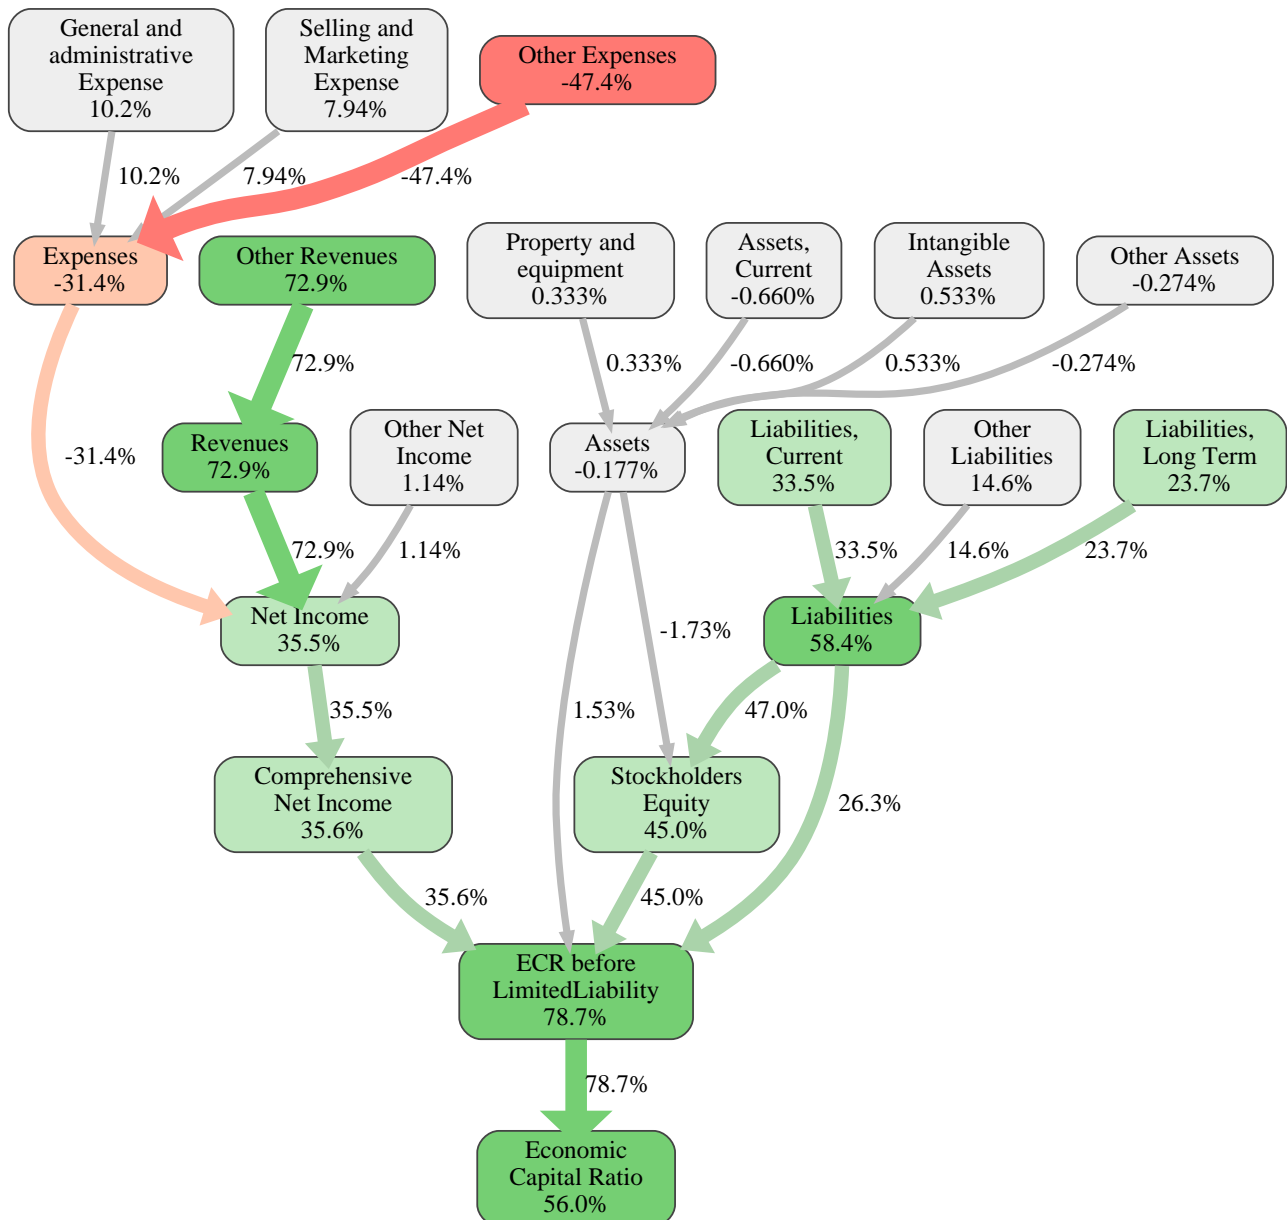 General and
administrative
Expense
10.2%
Selling and
Marketing
Expense
7.94%
Other Expenses
-47.4%
10.2%
7.94%
-47.4%
Expenses
-31.4%
Other Revenues
72.9%
Property and
equipment
0.333%
Assets,
Current
-0.660%
Intangible
Assets
0.533%
Other Assets
-0.274%
72.9%
0.333%
-0.660%
0.533%
-0.274%
-31.4%
Revenues
72.9%
Other Net
Income
1.14%
Assets
-0.177%
Liabilities,
Current
33.5%
Other
Liabilities
14.6%
Liabilities,
Long Term
23.7%
72.9%
1.14%
33.5%
14.6%
23.7%
Net Income
35.5%
-1.73%
Liabilities
58.4%
35.5%
1.53%
47.0%
Comprehensive
Net Income
35.6%
Stockholders
Equity
45.0%
26.3%
35.6%
45.0%
ECR before
LimitedLiability
78.7%
78.7%
Economic
Capital Ratio
56.0%